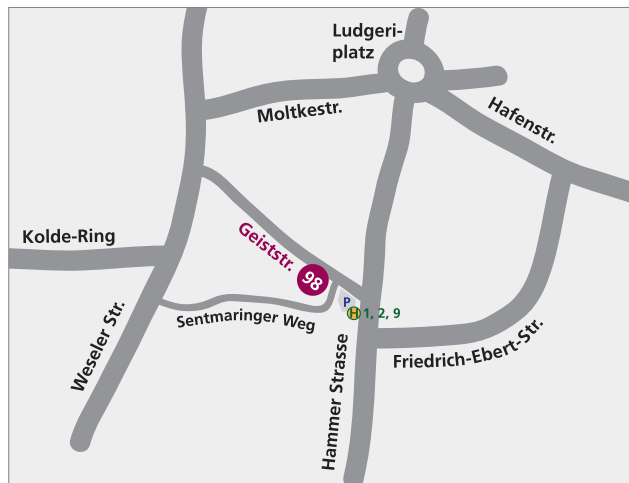 Ludgeri-
platz
Moltkestr.
Hafenstr.
Kolde-Ring
Geiststr.
98
P
H 1, 2, 9
Sentmaringer Weg
Weseler Str.
Hammer Strasse
Friedrich-Ebert-Str.